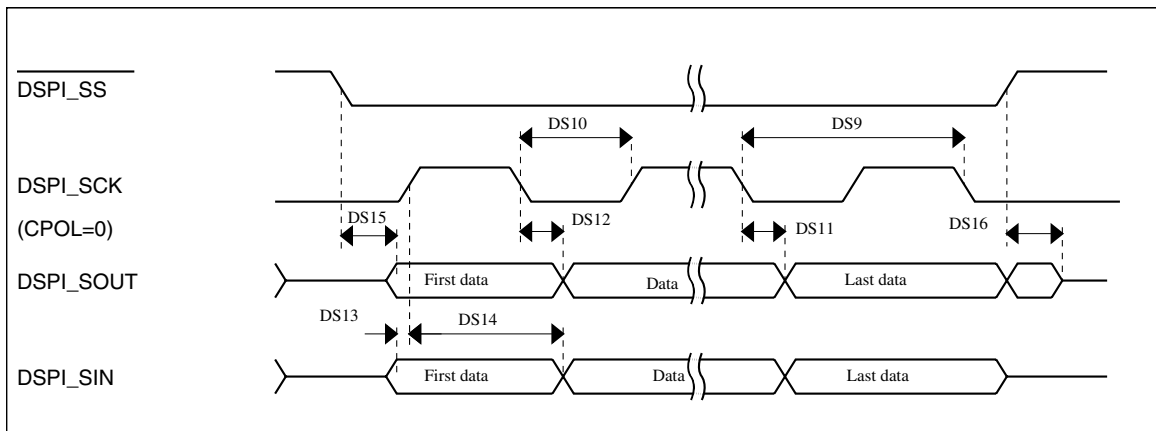 DSPI_SS
DS10
DS9
DSPI_SCK
(CPOL=0)
DS15
DS12
DS11
DS16
DSPI_SOUT
First data
Data
Last data
DS13
DS14
DSPI_SIN
First data
Data
Last data